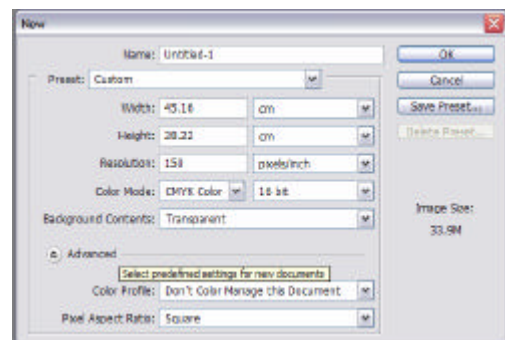 New
Name: Untitled-1
OK
Preset: Custom
Cancel
Width: 45.16 cm
Save Preset...
Height: 28.22 cm
Delete Preset...
Resolution: 150 pixels/inch
Color Mode: CMYK Color 16 bit
Background Contents: Transparent
Image Size:
33.9M
Advanced
Select predefined settings for new documents
Color Profile: Don't Color Manage this Document
Pixel Aspect Ratio: Square